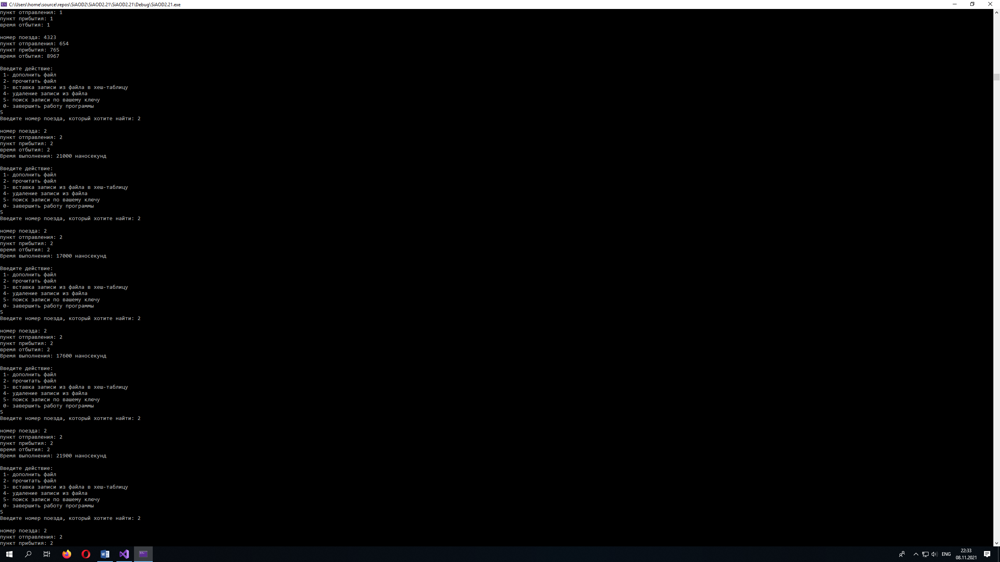 C:\Users\home\source\repos\SiAOD2\SiAOD2.21\SiAOD2.21\Debug\SiAOD2.21.exe
пункт отправления: 1
пункт прибытия: 1
время отбытия: 1
номер поезда: 4323
пункт отправления: 654
пункт прибытия: 765
время отбытия: 8967
Введите действие:
1- дополнить файл
2- прочитать файл
3- вставка записи из файла в хеш-таблицу
4- удаление записи из файла
5- поиск записи по вашему ключу
0- завершить работу программы
5
Введите номер поезда, который хотите найти: 2
номер поезда: 2
пункт отправления: 2
пункт прибытия: 2
время отбытия: 2
Время выполнения: 21000 наносекунд
Введите действие:
1- дополнить файл
2- прочитать файл
3- вставка записи из файла в хеш-таблицу
4- удаление записи из файла
5- поиск записи по вашему ключу
0- завершить работу программы
5
Введите номер поезда, который хотите найти: 2
номер поезда: 2
пункт отправления: 2
пункт прибытия: 2
время отбытия: 2
Время выполнения: 17000 наносекунд
Введите действие:
1- дополнить файл
2- прочитать файл
3- вставка записи из файла в хеш-таблицу
4- удаление записи из файла
5- поиск записи по вашему ключу
0- завершить работу программы
5
Введите номер поезда, который хотите найти: 2
номер поезда: 2
пункт отправления: 2
пункт прибытия: 2
время отбытия: 2
Время выполнения: 17600 наносекунд
Введите действие:
1- дополнить файл
2- прочитать файл
3- вставка записи из файла в хеш-таблицу
4- удаление записи из файла
5- поиск записи по вашему ключу
0- завершить работу программы
5
Введите номер поезда, который хотите найти: 2
номер поезда: 2
пункт отправления: 2
пункт прибытия: 2
время отбытия: 2
Время выполнения: 21900 наносекунд
Введите действие:
1- дополнить файл
2- прочитать файл
3- вставка записи из файла в хеш-таблицу
4- удаление записи из файла
5- поиск записи по вашему ключу
0- завершить работу программы
5
Введите номер поезда, который хотите найти: 2
номер поезда: 2
пункт отправления: 2
пункт прибытия: 2
ENG
22:33
08.11.2021